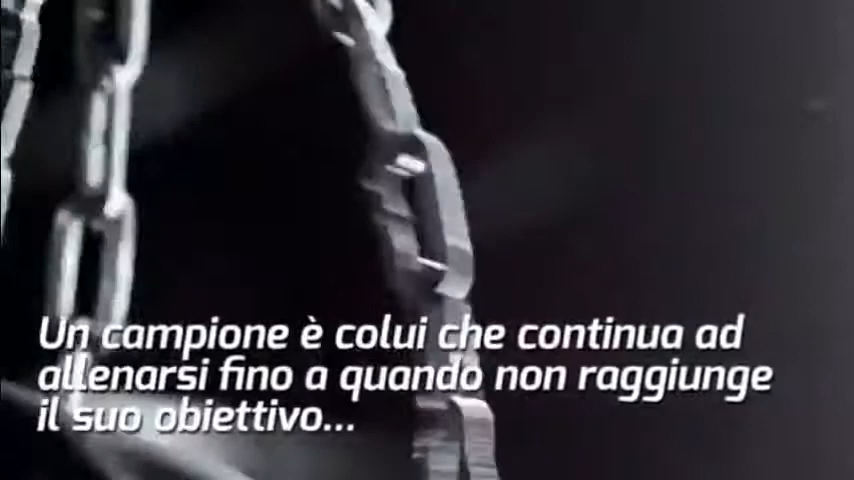 Un campione è colui che continua ad
allenarsi fino a quando non raggiunge
il suo obiettivo...